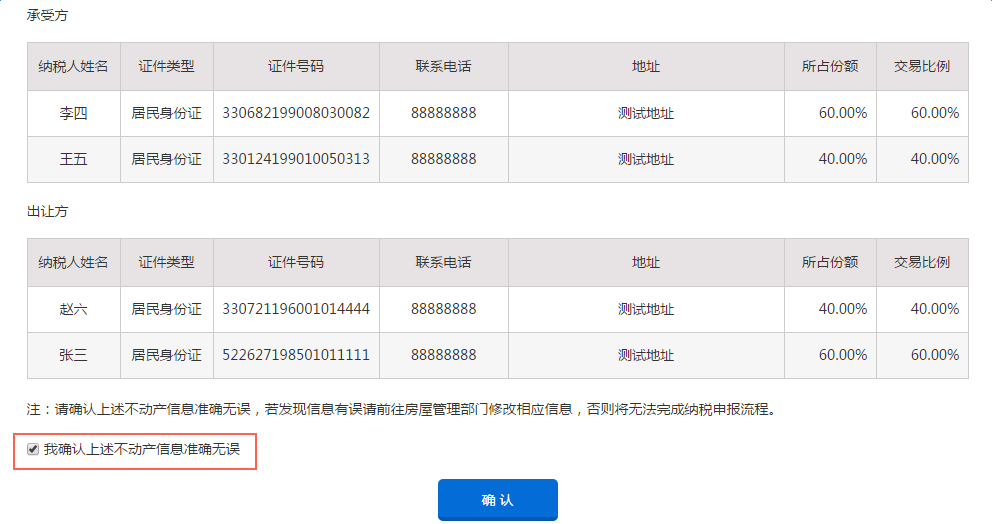 承受方
纳税人姓名 证件类型 证件号码 联系电话 地址 所占份额 交易比例
李四 居民身份证 330682199008030082 88888888 测试地址 60.00% 60.00%
王五 居民身份证 330124199010050313 88888888 测试地址 40.00% 40.00%
出让方
纳税人姓名 证件类型 证件号码 联系电话 地址 所占份额 交易比例
赵六 居民身份证 330721196001014444 88888888 测试地址 40.00% 40.00%
张三 居民身份证 522627198501011111 88888888 测试地址 60.00% 60.00%
注：请确认上述不动产信息准确无误，若发现信息有误请前往房屋管理部门修改相应信息，否则将无法完成纳税申报流程。
我确认上述不动产信息准确无误
确 认